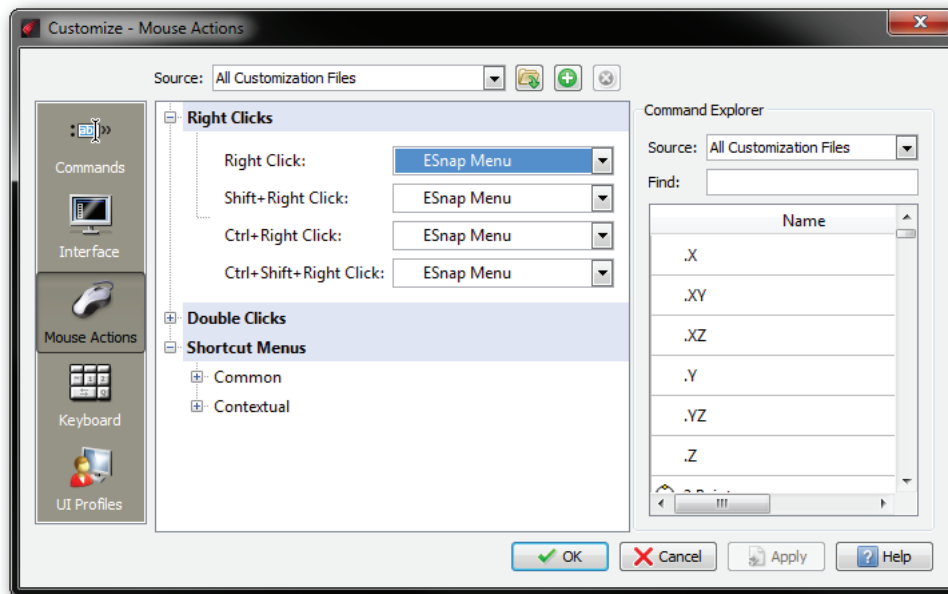 Customize - Mouse Actions
Source: All Customization Files
Commands
Interface
Mouse Actions
Keyboard
UI Profiles
Right Clicks
Right Click: ESnap Menu
Shift+Right Click: ESnap Menu
Ctrl+Right Click: ESnap Menu
Ctrl+Shift+Right Click: ESnap Menu
Double Clicks
Shortcut Menus
Common
Contextual
Command Explorer
Source: All Customization Files
Find:
Name
.X
.XY
.XZ
.Y
.YZ
.Z
OK Cancel Apply Help